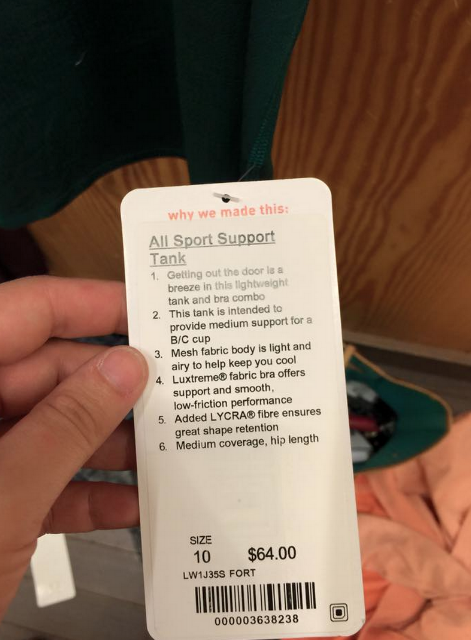 why we made this:
All Sport Support
Tank
1. Getting out the door is a
breeze in this lightweight
tank and bra combo
2. This tank is intended to
provide medium support for a
B/C cup
3. Mesh fabric body is light and
airy to help keep you cool
4. Luxtreme® fabric bra offers
support and smooth,
low-friction performance
5. Added LYCRA® fibre ensures
great shape retention
6. Medium coverage, hip length
SIZE
10 $64.00
LW1J35S FORT
000003638238